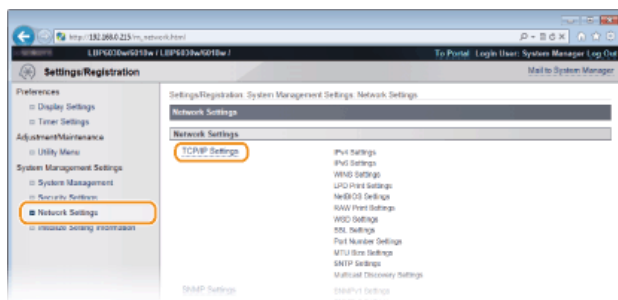 http://192.168.0.215/m_network.html
LBP6030w/6018w / LBP6030w/6018w /
To Portal Login User: System Manager Log Out
Settings/Registration
Mail to System Manager
Preferences
Display Settings
Timer Settings
Adjustment/Maintenance
Utility Menu
System Management Settings
System Management
Security Settings
Network Settings
Initialize Setting Information
Settings/Registration: System Management Settings: Network Settings
Network Settings
Network Settings
TCP/IP Settings
IPv4 Settings
IPv6 Settings
WINS Settings
LPD Print Settings
NetBIOS Settings
RAW Print Settings
WSD Settings
SSL Settings
Port Number Settings
MTU Size Settings
SNTP Settings
Multicast Discovery Settings
SNMP Settings
SNMPv1 Settings